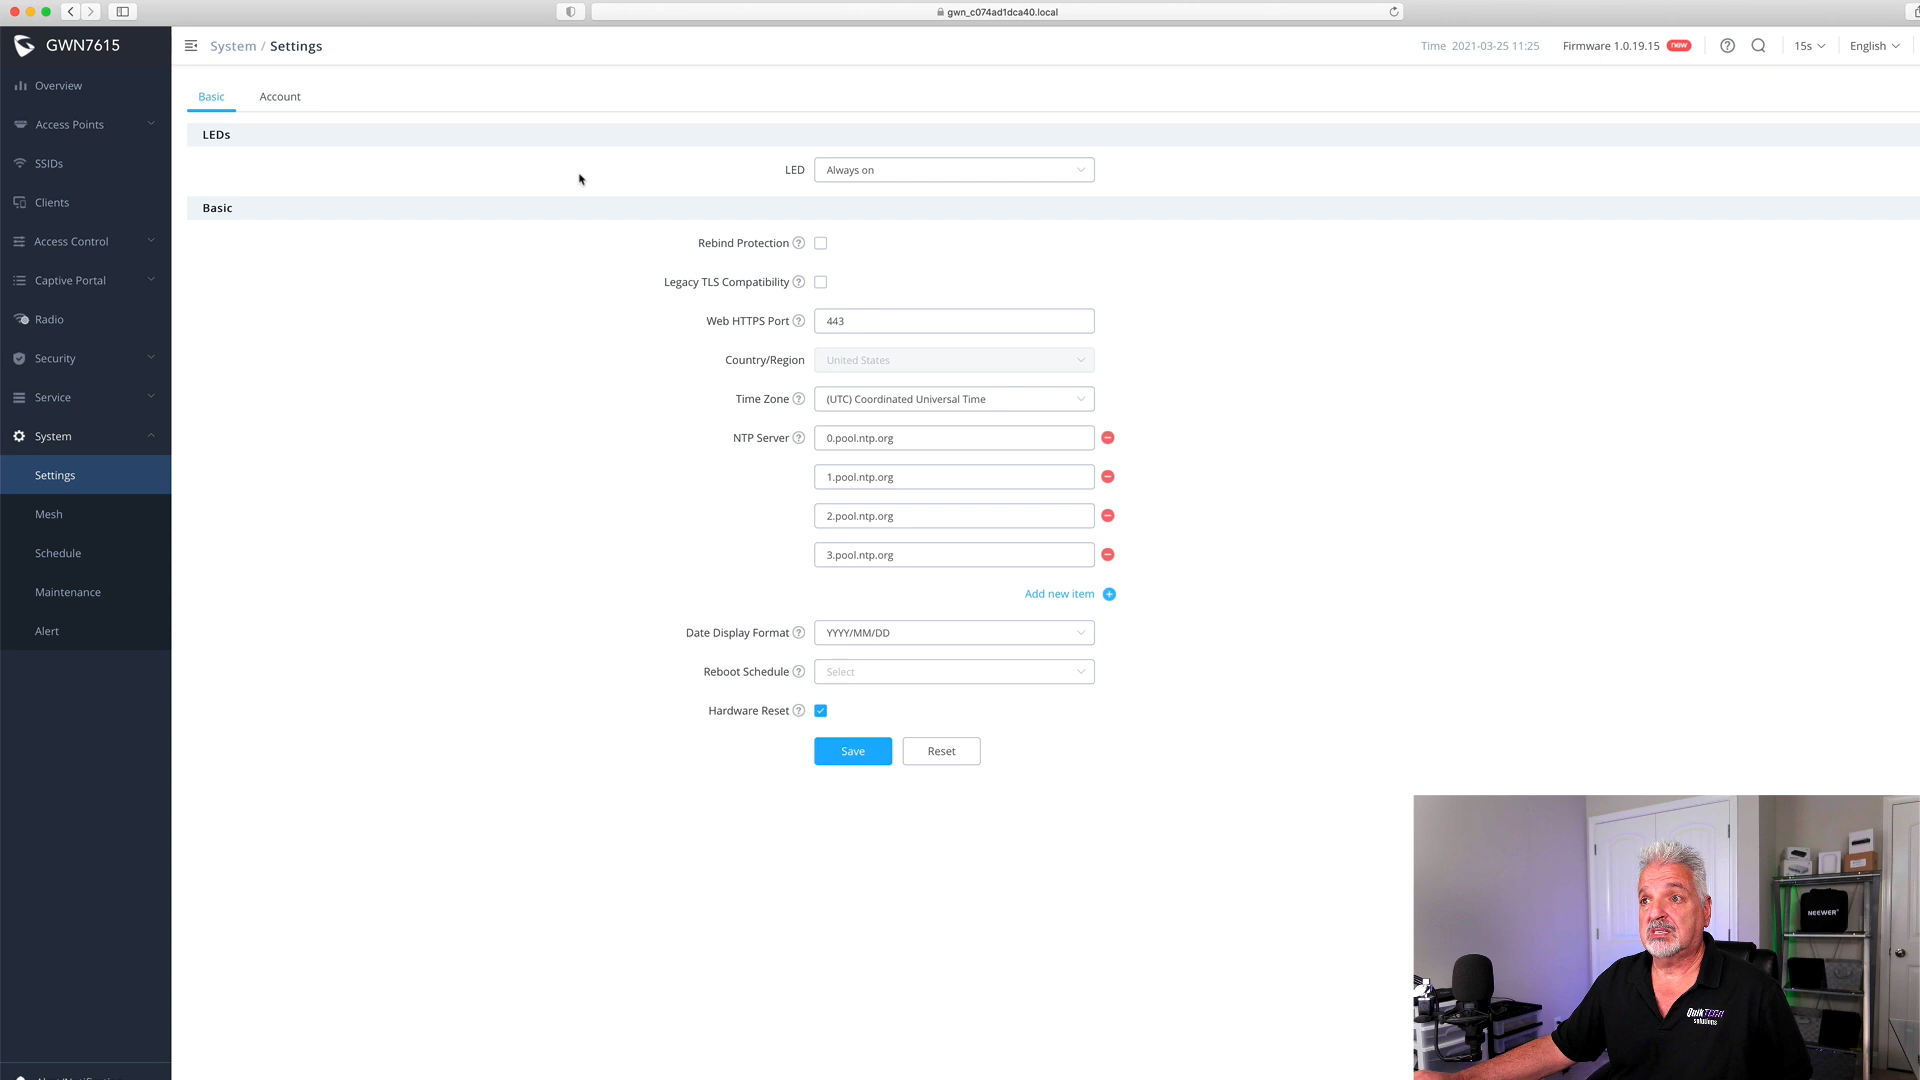 gwn_c074ad1dca40.local
GWN7615
System / Settings
Time 2021-03-25 11:25
Firmware 1.0.19.15 new
15s
English
Overview
Access Points
SSIDs
Clients
Access Control
Captive Portal
Radio
Security
Service
System
Settings
Mesh
Schedule
Maintenance
Alert
Basic Account
LEDs
LED Always on
Basic
Rebind Protection
Legacy TLS Compatibility
Web HTTPS Port 443
Country/Region United States
Time Zone (UTC) Coordinated Universal Time
NTP Server 0.pool.ntp.org
1.pool.ntp.org
2.pool.ntp.org
3.pool.ntp.org
Add new item
Date Display Format YYYY/MM/DD
Reboot Schedule Select
Hardware Reset
Save Reset
NEEWER
QuikTECH
solutions